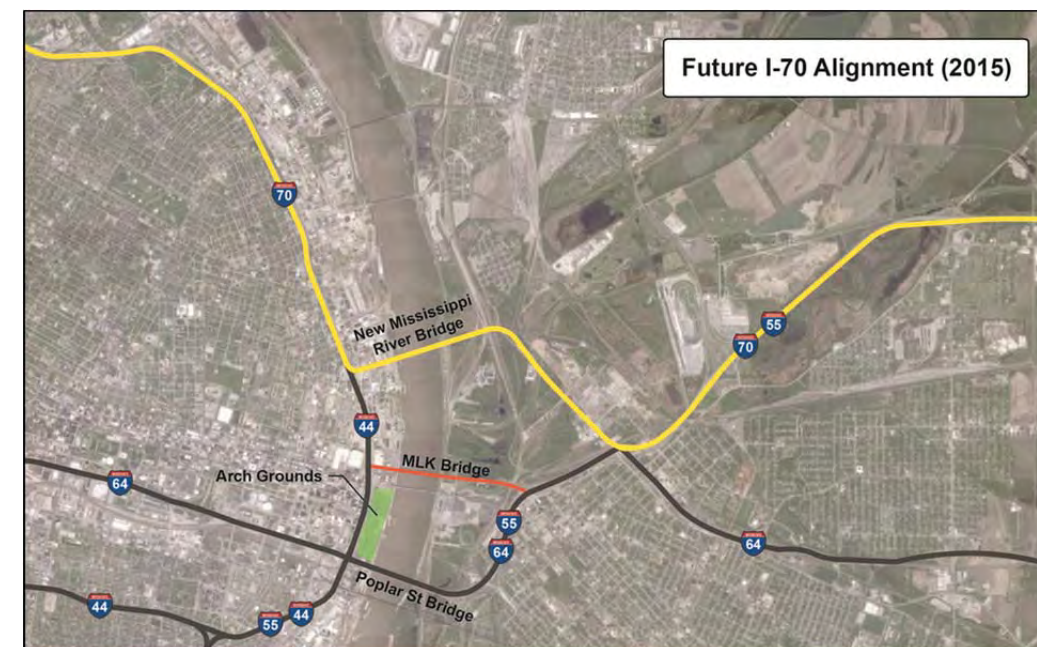 Future I-70 Alignment (2015)
70
New Mississippi
River Bridge
55
70
44
MLK Bridge
Arch Grounds
64
55
64
64
Poplar St Bridge
44
44
55